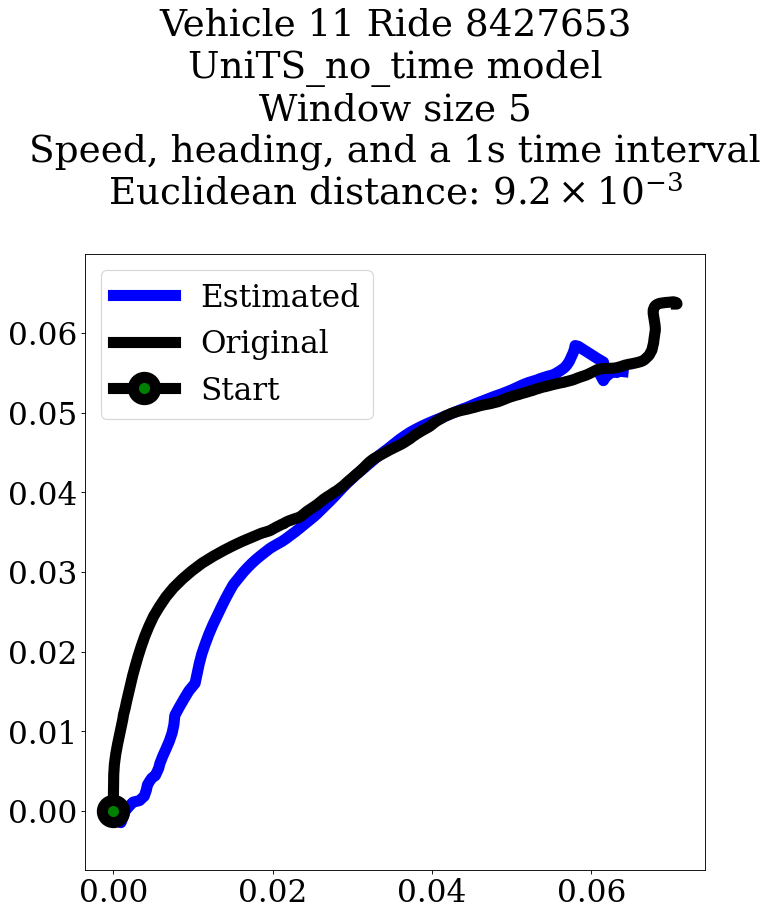 Vehicle 11 Ride 8427653
UniTS_no_time model
Window size 5
Speed, heading, and a 1s time interval
Euclidean distance: 9.2 × 10⁻³
Estimated
Original
Start
0.06
0.05
0.04
0.03
0.02
0.01
0.00
0.00 0.02 0.04 0.06